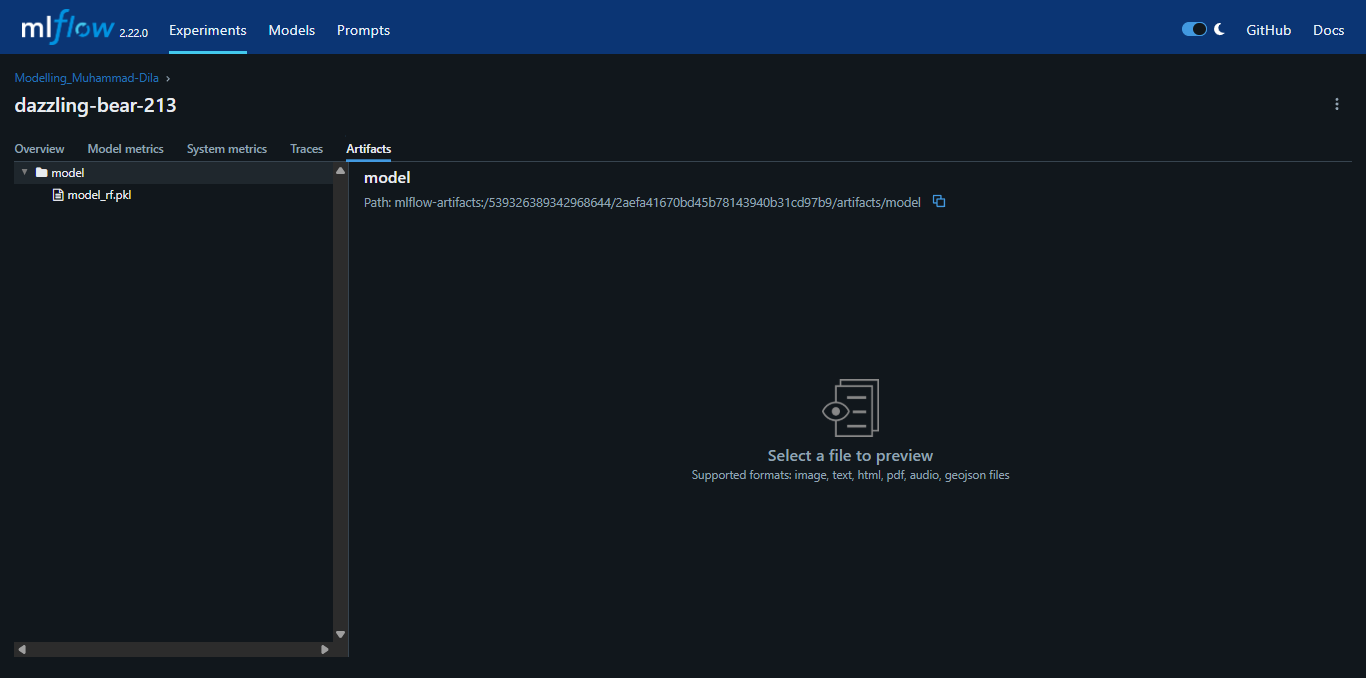 mlflow 2.22.0 Experiments Models Prompts GitHub Docs
Modelling_Muhammad-Dila ›
dazzling-bear-213
Overview Model metrics System metrics Traces Artifacts
model
model_rf.pkl
model
Path: mlflow-artifacts:/539326389342968644/2aefa41670bd45b78143940b31cd97b9/artifacts/model
Select a file to preview
Supported formats: image, text, html, pdf, audio, geojson files